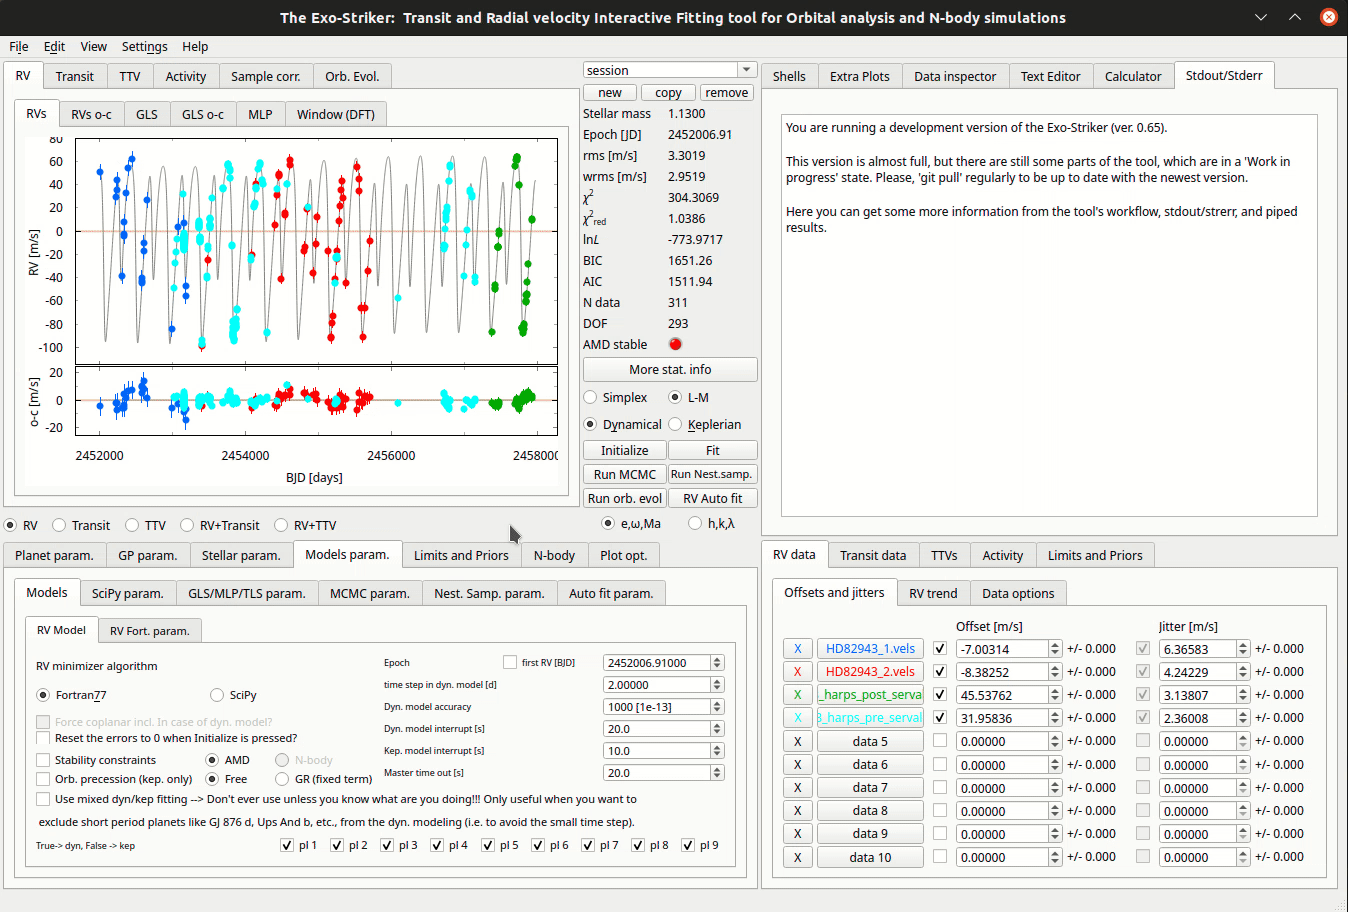 The Exo-Striker: Transit and Radial velocity Interactive Fitting tool for Orbital analysis and N-body simulations
File Edit View Settings Help
RV Transit TTV Activity Sample corr. Orb. Evol.
RVs RVs o-c GLS GLS o-c MLP Window (DFT)
80
60
40
20
0
-20
-40
-60
-80
-100
RV [m/s]
20
0
-20
o-c [m/s]
2452000 2454000 2456000 2458000
BJD [days]
session
new copy remove
Stellar mass 1.1300
Epoch [JD] 2452006.91
rms [m/s] 3.3019
wrms [m/s] 2.9519
χ² 304.3069
χ²red 1.0386
lnL -773.9717
BIC 1651.26
AIC 1511.94
N data 311
DOF 293
AMD stable
More stat. info
Simplex L-M
Dynamical Keplerian
Initialize Fit
Run MCMC Run Nest.samp.
Run orb. evol RV Auto fit
e,ω,Ma h,k,λ
Shells Extra Plots Data inspector Text Editor Calculator Stdout/Stderr
You are running a development version of the Exo-Striker (ver. 0.65).
This version is almost full, but there are still some parts of the tool, which are in a 'Work in
progress' state. Please, 'git pull' regularly to be up to date with the newest version.
Here you can get some more information from the tool's workflow, stdout/strerr, and piped
results.
RV Transit TTV RV+Transit RV+TTV
Planet param. GP param. Stellar param. Models param. Limits and Priors N-body Plot opt.
Models SciPy param. GLS/MLP/TLS param. MCMC param. Nest. Samp. param. Auto fit param.
RV Model RV Fort. param.
RV minimizer algorithm
Fortran77 SciPy
Force coplanar incl. In case of dyn. model?
Reset the errors to 0 when Initialize is pressed?
Stability constraints AMD N-body
Orb. precession (kep. only) Free GR (fixed term)
Epoch first RV [BJD] 2452006.91000
time step in dyn. model [d] 2.00000
Dyn. model accuracy 1000 [1e-13]
Dyn. model interrupt [s] 20.0
Kep. model interrupt [s] 10.0
Master time out [s] 20.0
Use mixed dyn/kep fitting --> Don't ever use unless you know what are you doing!!! Only useful when you want to
exclude short period planets like GJ 876 d, Ups And b, etc., from the dyn. modeling (i.e. to avoid the small time step).
True-> dyn, False -> kep pl 1 pl 2 pl 3 pl 4 pl 5 pl 6 pl 7 pl 8 pl 9
RV data Transit data TTVs Activity Limits and Priors
Offsets and jitters RV trend Data options
Offset [m/s] Jitter [m/s]
X HD82943_1.vels -7.00314 +/- 0.000 6.36583 +/- 0.000
X HD82943_2.vels -8.38252 +/- 0.000 4.24229 +/- 0.000
X _harps_post_serva 45.53762 +/- 0.000 3.13807 +/- 0.000
X 3_harps_pre_serval 31.95836 +/- 0.000 2.36008 +/- 0.000
X data 5 0.00000 +/- 0.000 0.00000 +/- 0.000
X data 6 0.00000 +/- 0.000 0.00000 +/- 0.000
X data 7 0.00000 +/- 0.000 0.00000 +/- 0.000
X data 8 0.00000 +/- 0.000 0.00000 +/- 0.000
X data 9 0.00000 +/- 0.000 0.00000 +/- 0.000
X data 10 0.00000 +/- 0.000 0.00000 +/- 0.000